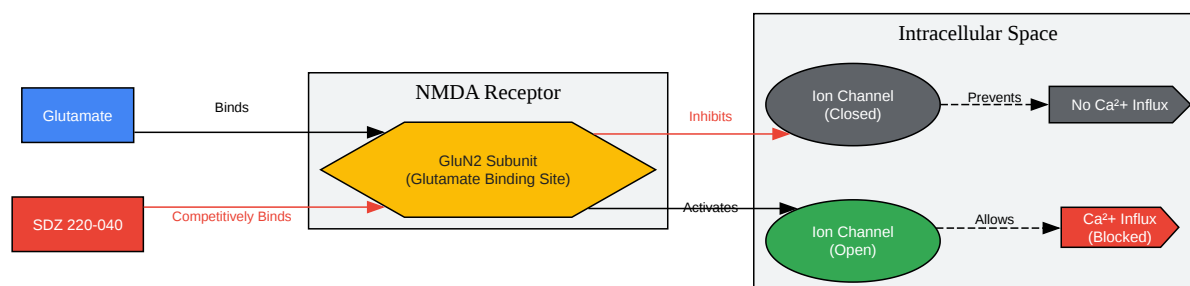 Intracellular Space
NMDA Receptor
Glutamate
Binds
GluN2 Subunit
(Glutamate Binding Site)
SDZ 220-040
Competitively Binds
Inhibits
Activates
Ion Channel
(Closed)
Prevents
No Ca²+ Influx
Ion Channel
(Open)
Allows
Ca²+ Influx
(Blocked)